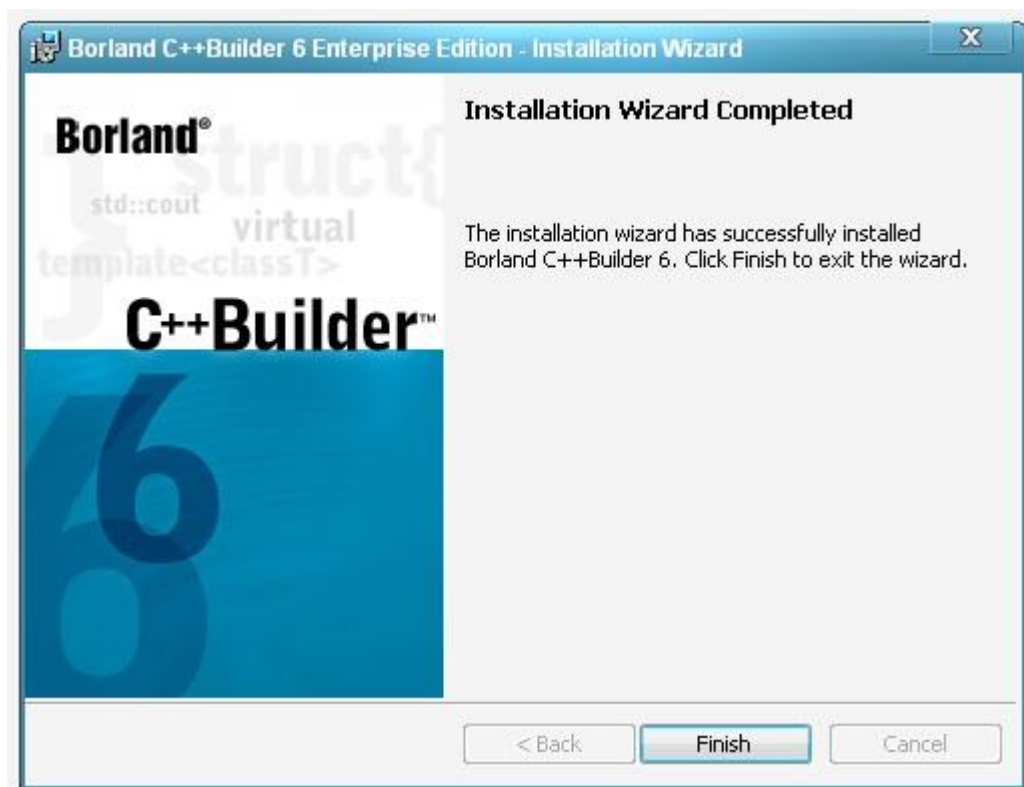 Borland C++Builder 6 Enterprise Edition - Installation Wizard
X
Borland®
struct{
std::cout
virtual
template<classT>
}
C++Builder™
6
6
Installation Wizard Completed
The installation wizard has successfully installed
Borland C++Builder 6. Click Finish to exit the wizard.
< Back
Finish
Cancel